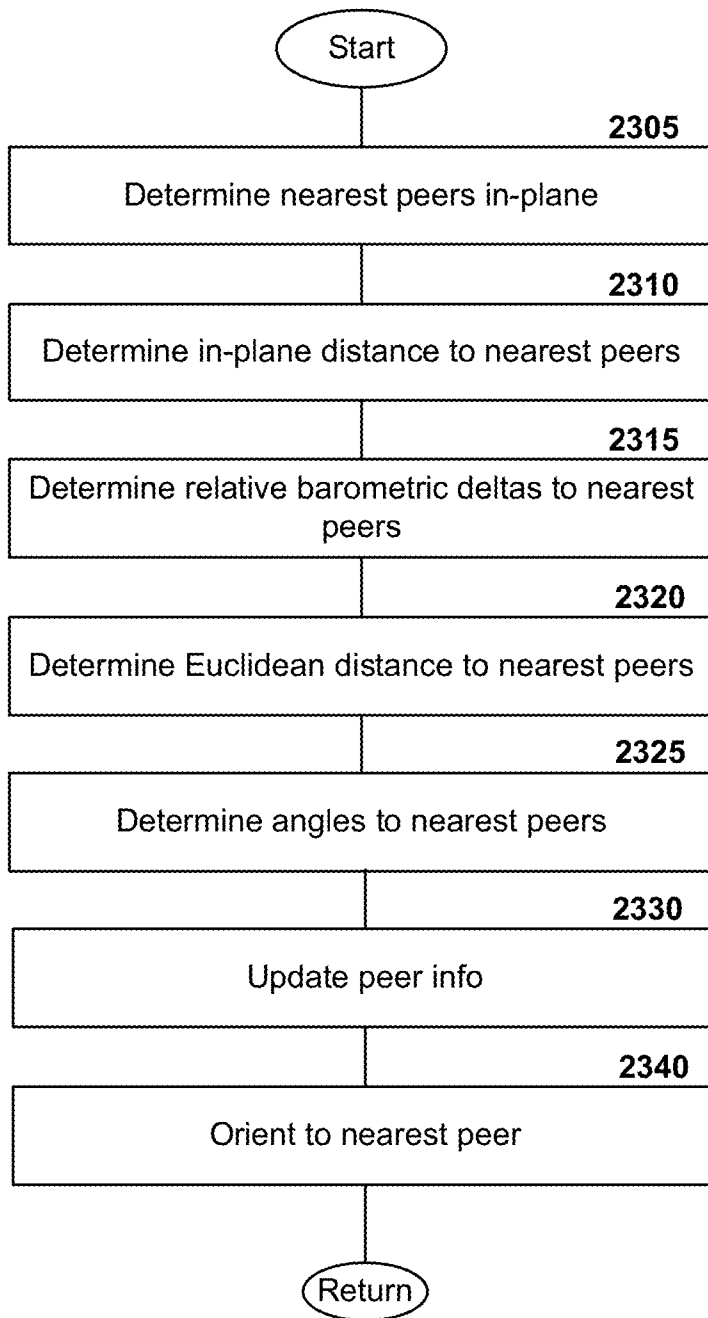 Start
2305
Determine nearest peers in-plane
2310
Determine in-plane distance to nearest peers
2315
Determine relative barometric deltas to nearest
peers
2320
Determine Euclidean distance to nearest peers
2325
Determine angles to nearest peers
2330
Update peer info
2340
Orient to nearest peer
Return